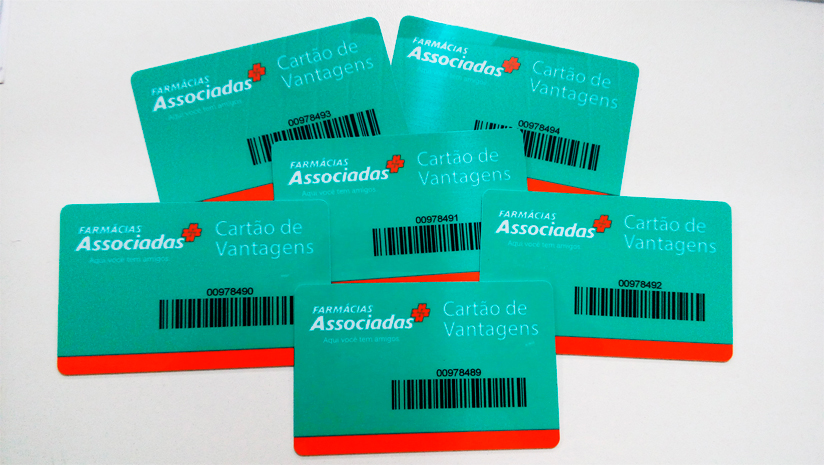 FARMÁCIAS
Associadas
Aqui você tem amigos
Cartão de
Vantagens
00978493
FARMÁCIAS
Associadas
Cartão de
Vantagens
00978494
FARMÁCIAS
Associadas
Aqui você tem amigos
Cartão de
Vantagens
00978491
FARMÁCIAS
Associadas
Aqui você tem amigos
Cartão de
Vantagens
00978490
FARMÁCIAS
Associadas
Aqui você tem amigos
Cartão de
Vantagens
00978492
FARMÁCIAS
Associadas
Aqui você tem amigos
Cartão de
Vantagens
00978489